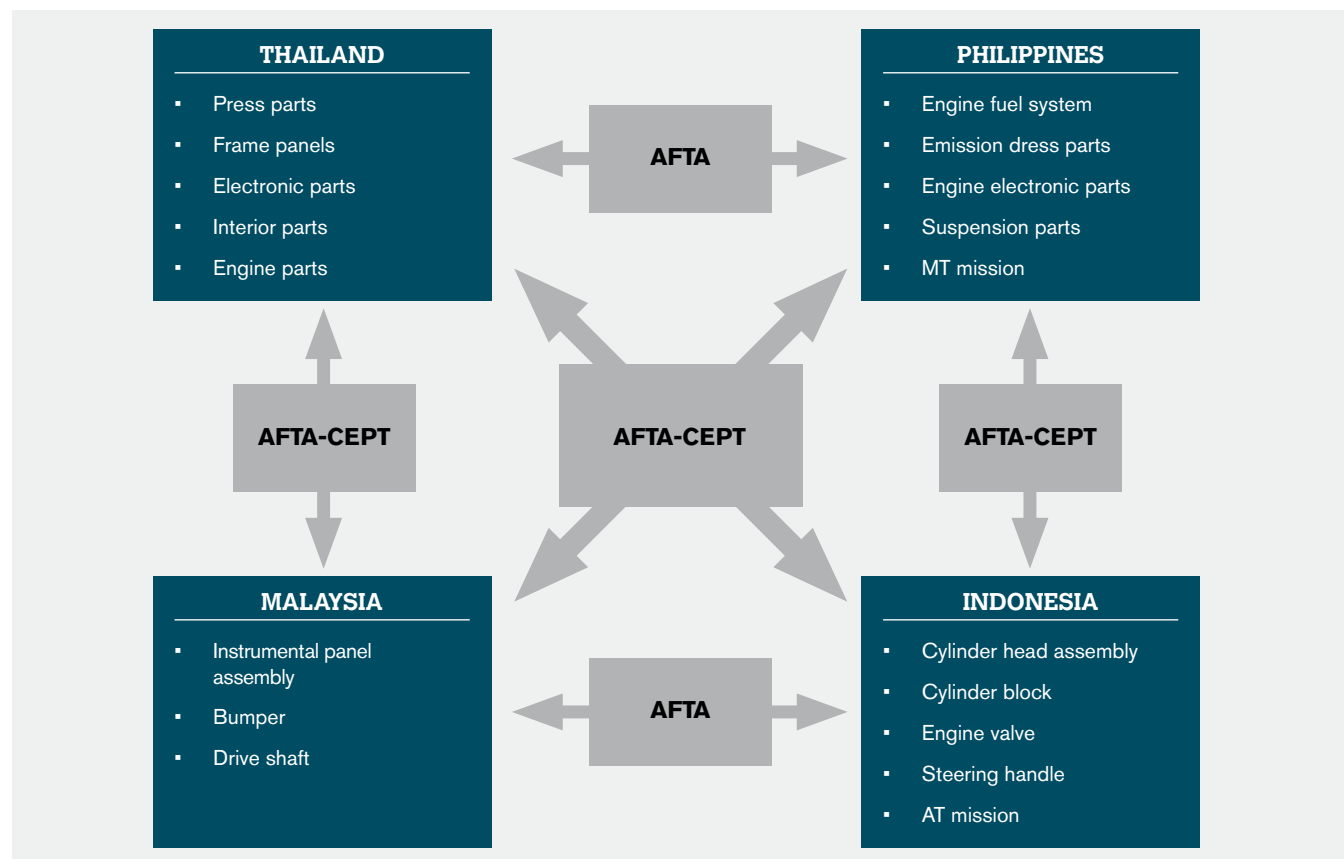 THAILAND
▪ Press parts
▪ Frame panels
▪ Electronic parts
▪ Interior parts
▪ Engine parts
AFTA
PHILIPPINES
▪ Engine fuel system
▪ Emission dress parts
▪ Engine electronic parts
▪ Suspension parts
▪ MT mission
AFTA-CEPT
AFTA-CEPT
AFTA-CEPT
MALAYSIA
▪ Instrumental panel
assembly
▪ Bumper
▪ Drive shaft
AFTA
INDONESIA
▪ Cylinder head assembly
▪ Cylinder block
▪ Engine valve
▪ Steering handle
▪ AT mission